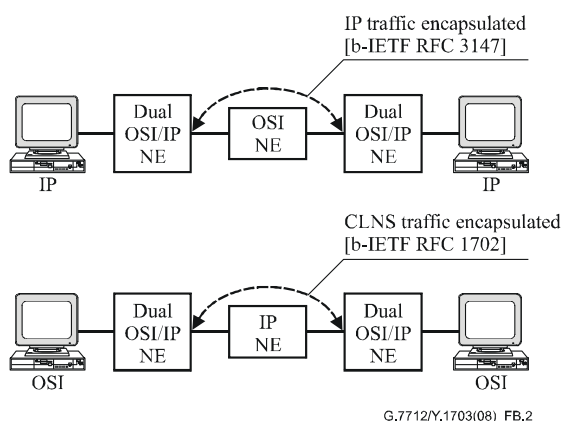 IP traffic encapsulated
[b-IETF RFC 3147]
Dual
OSI/IP
NE
OSI
NE
Dual
OSI/IP
NE
IP
IP
CLNS traffic encapsulated
[b-IETF RFC 1702]
Dual
OSI/IP
NE
IP
NE
Dual
OSI/IP
NE
OSI
OSI
G.7712/Y.1703(08)_FB.2